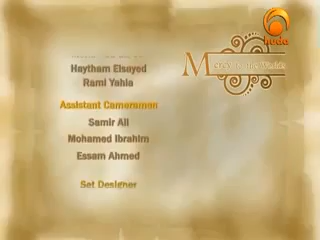 Haytham Elsayed
Rami Yahia
Assistant Cameramen
Samir Ali
Mohamed Ibrahim
Essam Ahmed
Set Designer
huda